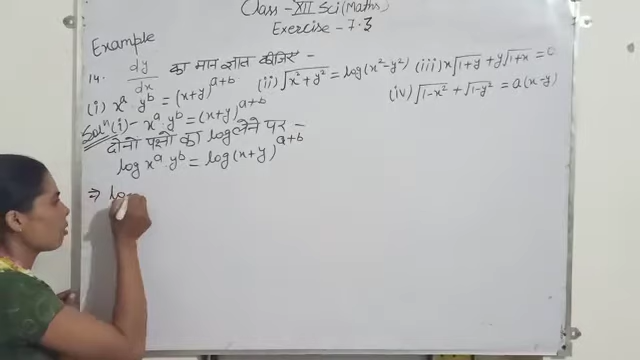 Class - XII Sci (Maths)
Exercise - 7.3
Example
14. dy/dx का मान ज्ञात कीजिए -
(i) x^a . y^b = (x+y)^(a+b) (ii) √(x²+y²) = log(x²-y²) (iii) x√(1+y) + y√(1+x) = 0
(iv) √(1-x²) + √(1-y²) = a(x-y)
Solⁿ (i) - x^a . y^b = (x+y)^(a+b)
दोनो पक्षो का log लेने पर -
log x^a . y^b = log (x+y)^(a+b)
⇒ lo